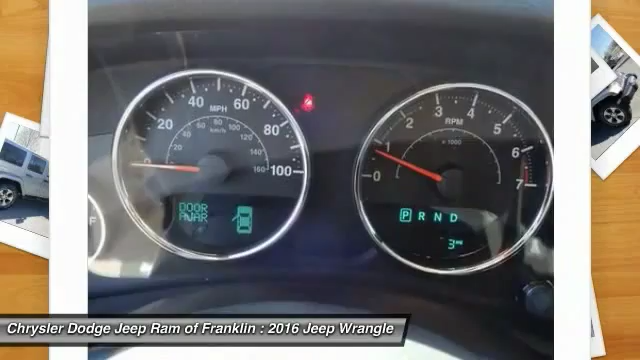 20 40 60 80 100
MPH
20 40 60 80 100 120 140 160
km/h
DOOR
AJAR
0 1 2 3 4 5 6 7
RPM
x 1000
P R N D
3
F
Chrysler Dodge Jeep Ram of Franklin : 2016 Jeep Wrangle